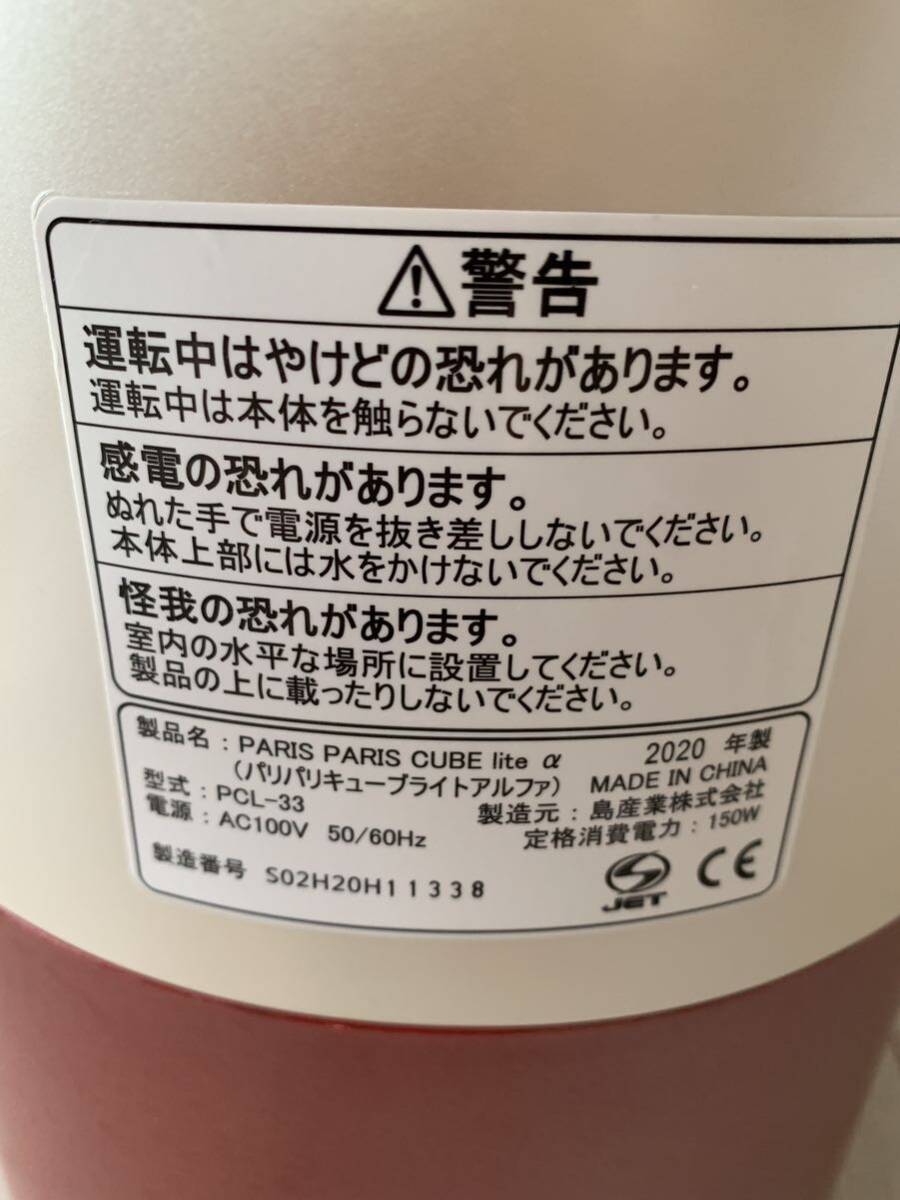 ⚠警告
運転中はやけどの恐れがあります。
運転中は本体を触らないでください。
感電の恐れがあります。
ぬれた手で電源を抜き差ししないでください。
本体上部には水をかけないでください。
怪我の恐れがあります。
室内の水平な場所に設置してください。
製品の上に載ったりしないでください。
製品名：PARIS PARIS CUBE lite α
（パリパリキューブライトアルファ）
型式：PCL-33
電源：AC100V 50/60Hz
製造番号 S02H20H11338
2020 年製
MADE IN CHINA
製造元：島産業株式会社
定格消費電力：150W
JET CE